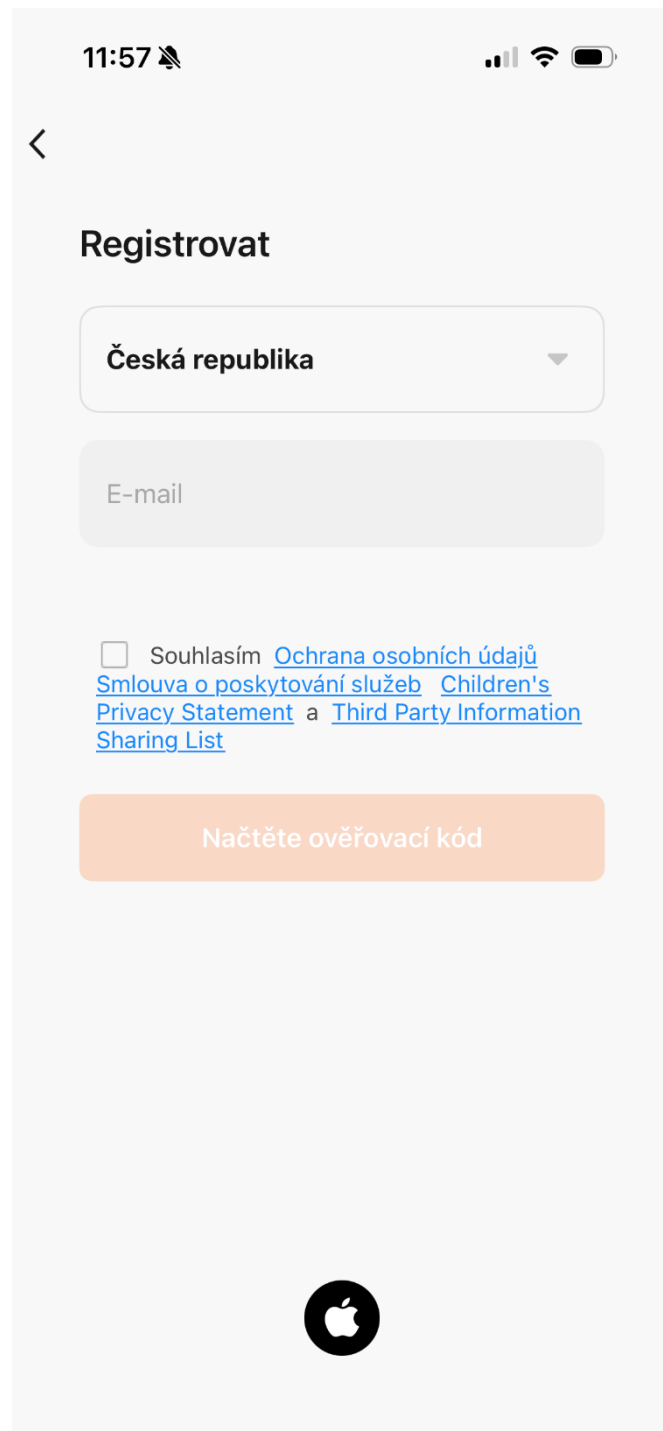 11:57
Registrovat
Česká republika
E-mail
Souhlasím Ochrana osobních údajů
Smlouva o poskytování služeb Children's
Privacy Statement a Third Party Information
Sharing List
Načtěte ověřovací kód